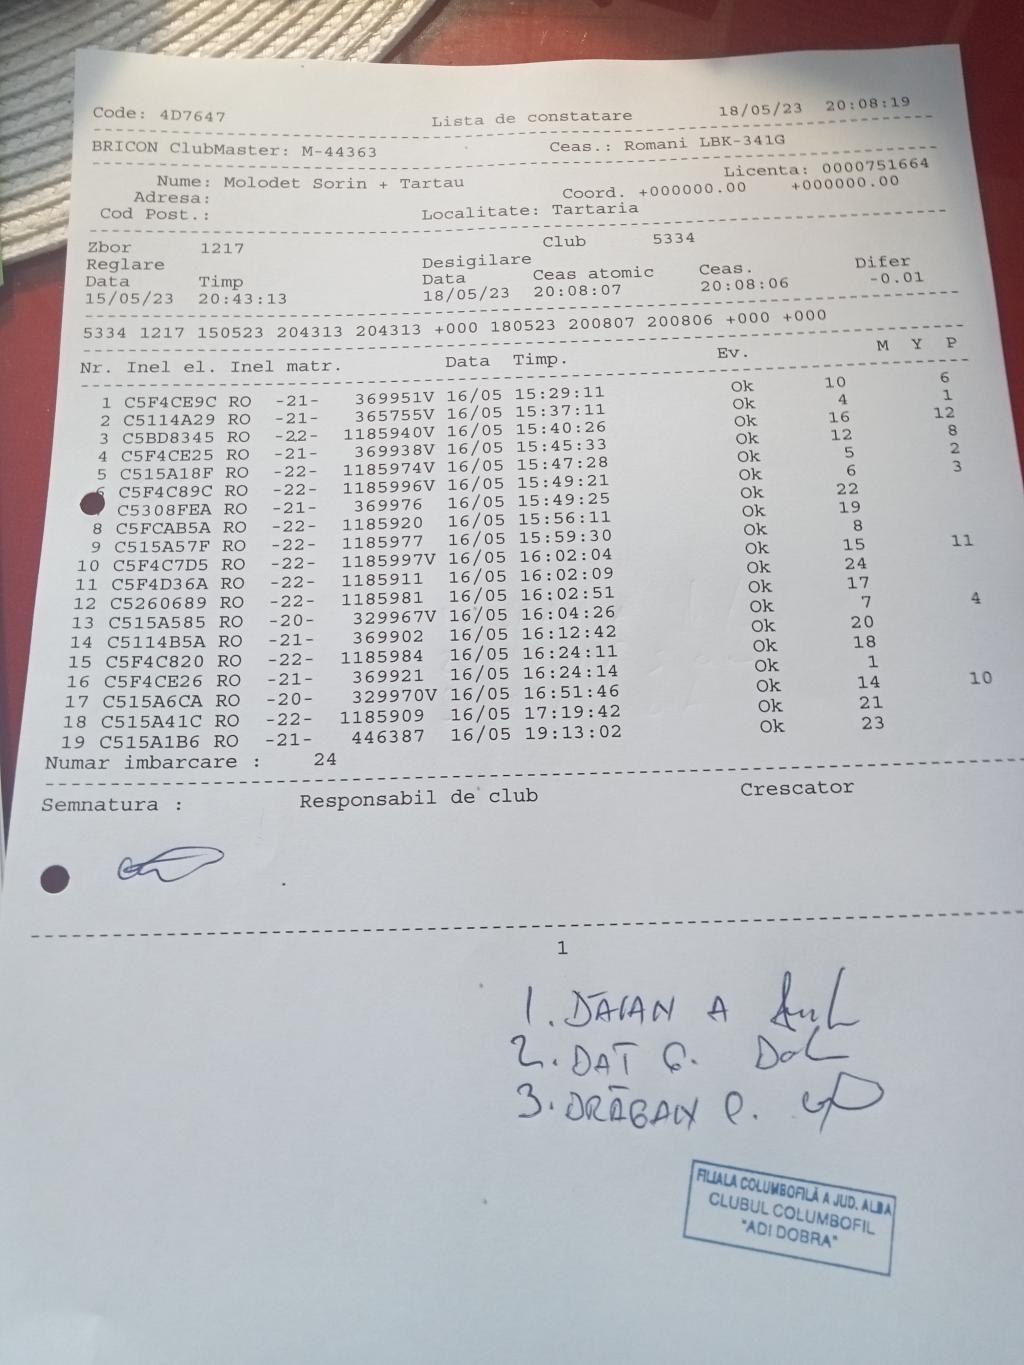 Code: 4D7647 Lista de constatare 18/05/23 20:08:19
BRICON ClubMaster: M-44363 Ceas.: Romani LBK-341G
Licenta: 0000751664
Nume: Molodet Sorin + Tartau
Adresa: Coord. +000000.00 +000000.00
Cod Post.: Localitate: Tartaria
Zbor 1217 Club 5334
Reglare Desigilare
Data Timp Data Ceas atomic Ceas. Difer
15/05/23 20:43:13 18/05/23 20:08:07 20:08:06 -0.01
5334 1217 150523 204313 204313 +000 180523 200807 200806 +000 +000
Nr. Inel el. Inel matr. Data Timp. Ev. M Y P
1 C5F4CE9C RO -21- 369951V 16/05 15:29:11 Ok 10 6
2 C5114A29 RO -21- 365755V 16/05 15:37:11 Ok 4 1
3 C5BD8345 RO -22- 1185940V 16/05 15:40:26 Ok 16 12
4 C5F4CE25 RO -21- 369938V 16/05 15:45:33 Ok 12 8
5 C515A18F RO -22- 1185974V 16/05 15:47:28 Ok 5 2
6 C5F4C89C RO -22- 1185996V 16/05 15:49:21 Ok 6 3
C5308FEA RO -21- 369976 16/05 15:49:25 Ok 22
8 C5FCAB5A RO -22- 1185920 16/05 15:56:11 Ok 19
9 C515A57F RO -22- 1185977 16/05 15:59:30 Ok 8
10 C5F4C7D5 RO -22- 1185997V 16/05 16:02:04 Ok 15 11
11 C5F4D36A RO -22- 1185911 16/05 16:02:09 Ok 24
12 C5260689 RO -22- 1185981 16/05 16:02:51 Ok 17
13 C515A585 RO -20- 329967V 16/05 16:04:26 Ok 7 4
14 C5114B5A RO -21- 369902 16/05 16:12:42 Ok 20
15 C5F4C820 RO -22- 1185984 16/05 16:24:11 Ok 18
16 C5F4CE26 RO -21- 369921 16/05 16:24:14 Ok 1
17 C515A6CA RO -20- 329970V 16/05 16:51:46 Ok 14 10
18 C515A41C RO -22- 1185909 16/05 17:19:42 Ok 21
19 C515A1B6 RO -21- 446387 16/05 19:13:02 Ok 23
Numar imbarcare : 24
Semnatura : Responsabil de club Crescator
1
1. DĂIAN A
2. DAT G.
3. DRĂGAN P.
FILIALA COLUMBOFILĂ A JUD. ALBA
CLUBUL COLUMBOFIL
"ADI DOBRA"